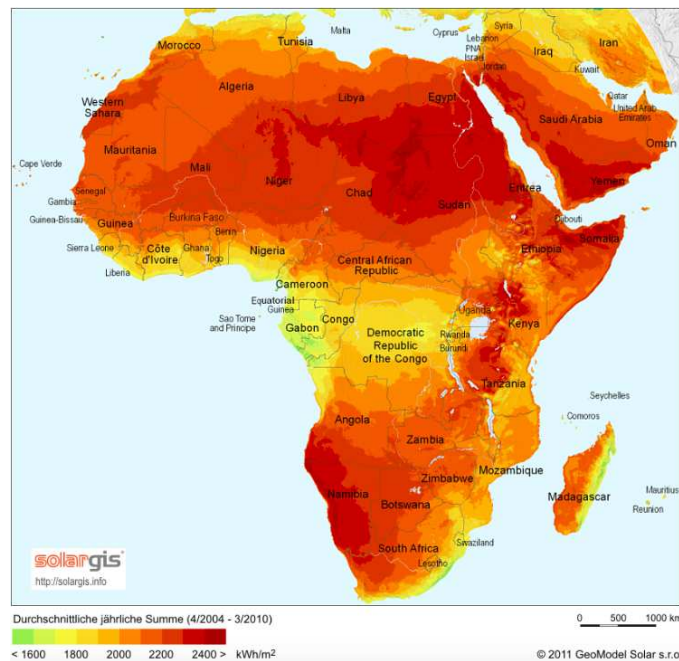 Malta
Cyprus
Syria
Lebanon
PNA
Israel
Jordan
Iraq
Iran
Kuwait
Morocco
Tunisia
Algeria
Libya
Egypt
Western
Sahara
Qatar
United Arab
Emirates
Saudi Arabia
Oman
Mauritania
Mali
Niger
Chad
Sudan
Eritrea
Yemen
Cape Verde
Senegal
Gambia
Guinea-Bissau
Guinea
Burkina Faso
Benin
Djibouti
Sierra Leone
Côte
d'Ivoire
Ghana
Togo
Nigeria
Liberia
Central African
Republic
Ethiopia
Somalia
Cameroon
Equatorial
Guinea
Sao Tome
and Principe
Gabon
Congo
Democratic
Republic
of the Congo
Uganda
Kenya
Rwanda
Burundi
Tanzania
Seychelles
Comoros
Angola
Zambia
Mozambique
Zimbabwe
Madagascar
Mauritius
Reunion
Namibia
Botswana
Swaziland
South Africa
Lesotho
solargis
http://solargis.info
Durchschnittliche jährliche Summe (4/2004 - 3/2010)
0 500 1000 km
< 1600 1800 2000 2200 2400 > kWh/m²
© 2011 GeoModel Solar s.r.o